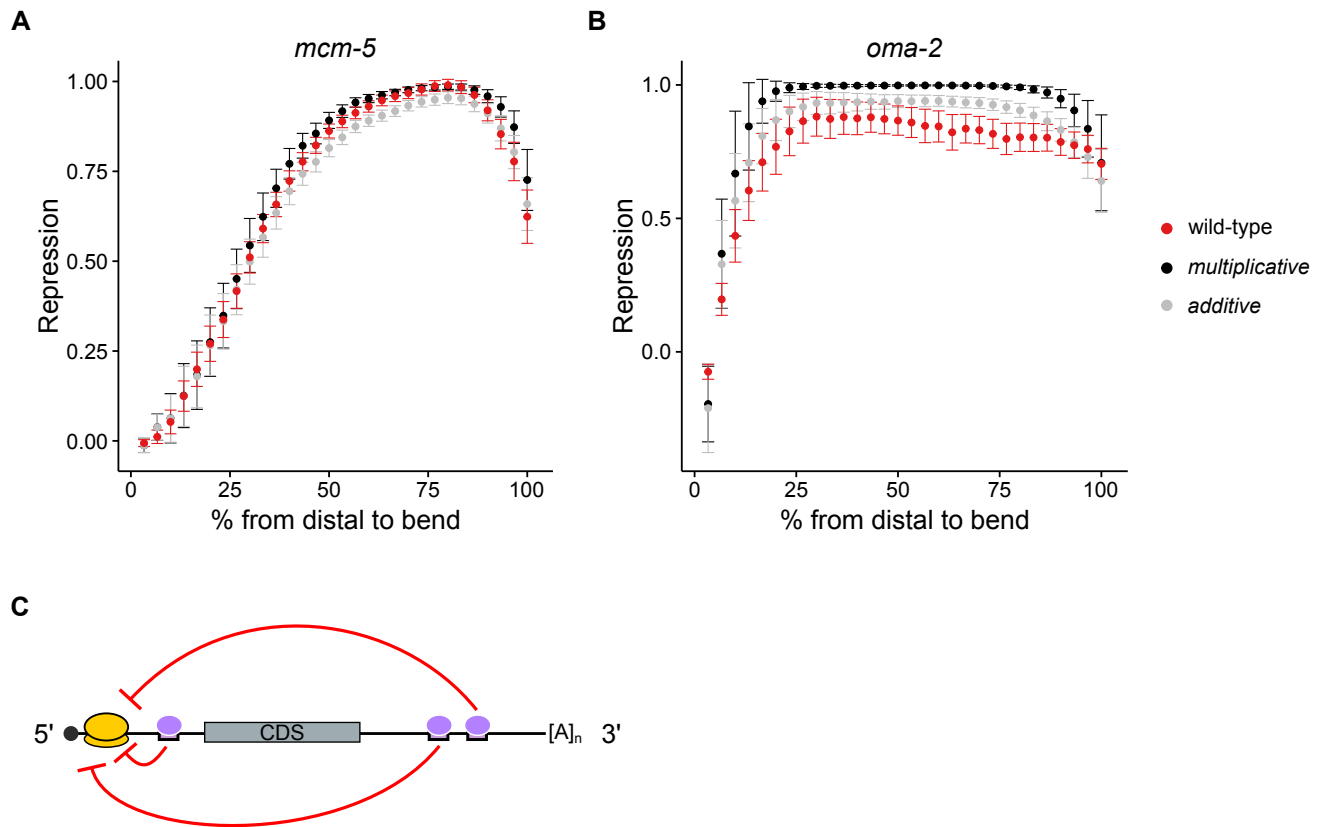 A
mcm-5
1.00
0.75
0.50
0.25
0.00
Repression
0 25 50 75 100
% from distal to bend
B
oma-2
1.0
0.5
0.0
Repression
0 25 50 75 100
% from distal to bend
wild-type
multiplicative
additive
C
5' CDS [A]n 3'